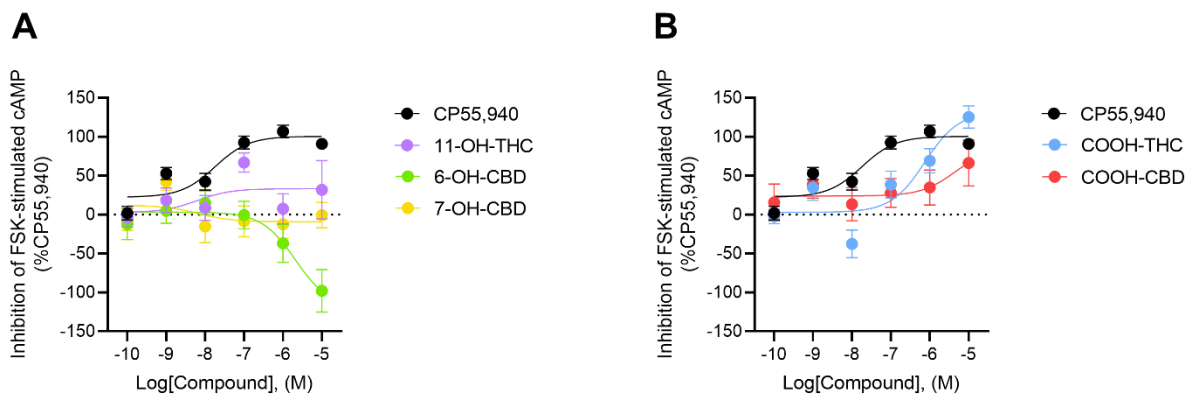 A
Inhibition of FSK-stimulated cAMP
(%CP55,940)
150
100
50
0
-50
-100
-150
-10 -9 -8 -7 -6 -5
Log[Compound], (M)
CP55,940
11-OH-THC
6-OH-CBD
7-OH-CBD
B
Inhibition of FSK-stimulated cAMP
(%CP55,940)
150
100
50
0
-50
-100
-150
-10 -9 -8 -7 -6 -5
Log[Compound], (M)
CP55,940
COOH-THC
COOH-CBD